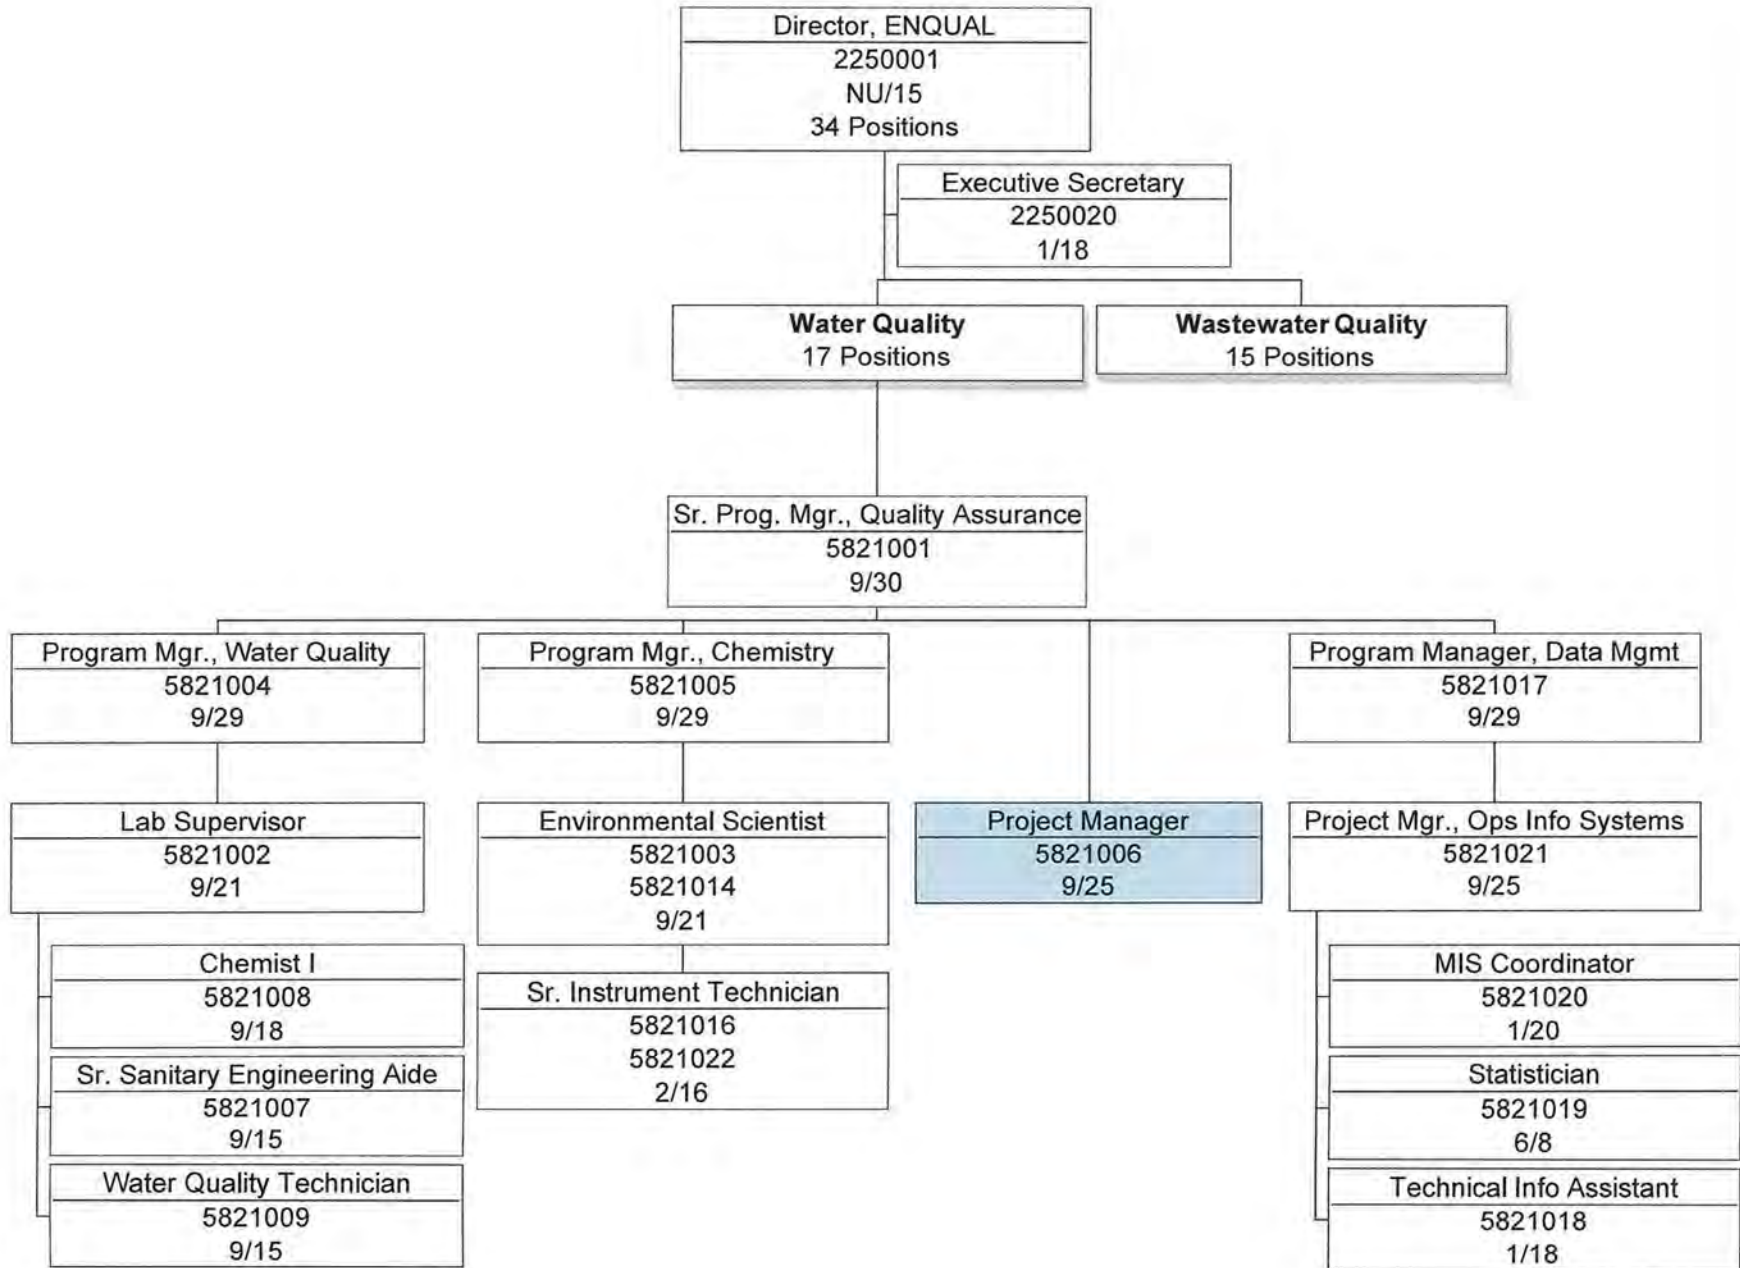 Director, ENQUAL
2250001
NU/15
34 Positions
Executive Secretary
2250020
1/18
Water Quality
17 Positions
Wastewater Quality
15 Positions
Sr. Prog. Mgr., Quality Assurance
5821001
9/30
Program Mgr., Water Quality
5821004
9/29
Program Mgr., Chemistry
5821005
9/29
Program Manager, Data Mgmt
5821017
9/29
Lab Supervisor
5821002
9/21
Environmental Scientist
5821003
5821014
9/21
Project Manager
5821006
9/25
Project Mgr., Ops Info Systems
5821021
9/25
Chemist I
5821008
9/18
Sr. Sanitary Engineering Aide
5821007
9/15
Water Quality Technician
5821009
9/15
Sr. Instrument Technician
5821016
5821022
2/16
MIS Coordinator
5821020
1/20
Statistician
5821019
6/8
Technical Info Assistant
5821018
1/18